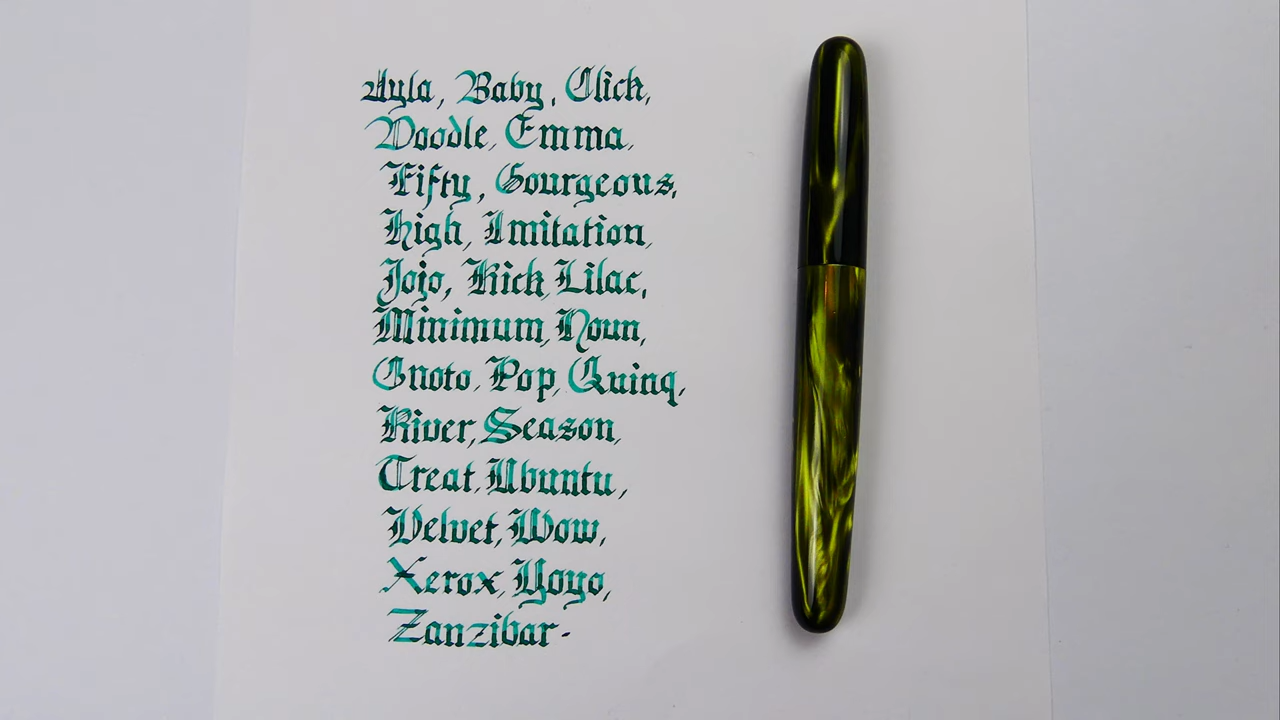 Ayla, Baby, Click,
Doodle, Emma,
Fifty, Gourgeous,
High, Imitation,
Jojo, Kick, Lilac,
Minimum, Noun,
Onoto, Pop, Quinq,
River, Season,
Treat, Ubuntu,
Velvet, Wow,
Xerox, Yoyo,
Zanzibar-